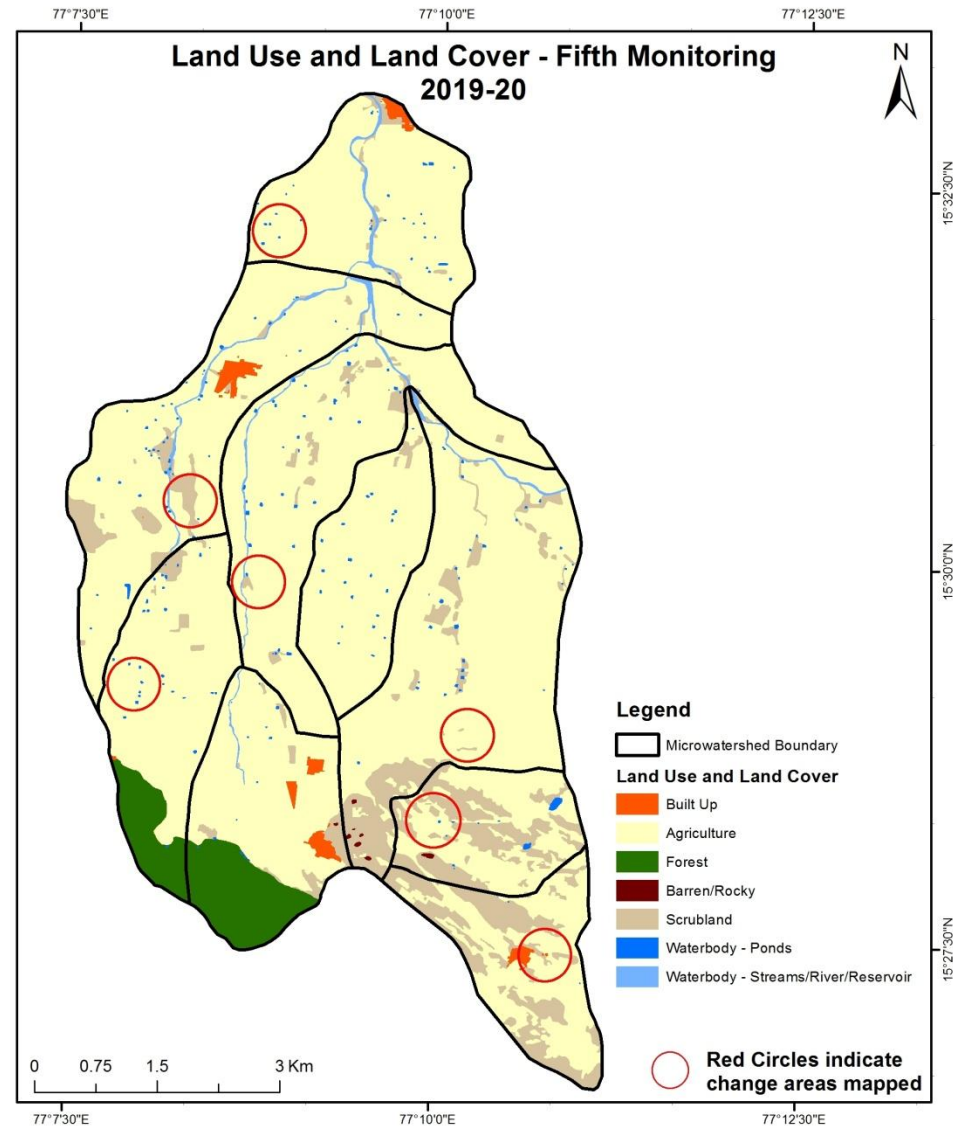 77°7'30"E
77°10'0"E
77°12'30"E
Land Use and Land Cover - Fifth Monitoring
2019-20
N
15°32'30"N
15°30'0"N
15°27'30"N
Legend
Microwatershed Boundary
Land Use and Land Cover
Built Up
Agriculture
Forest
Barren/Rocky
Scrubland
Waterbody - Ponds
Waterbody - Streams/River/Reservoir
Red Circles indicate
change areas mapped
0 0.75 1.5 3 Km
77°7'30"E
77°10'0"E
77°12'30"E